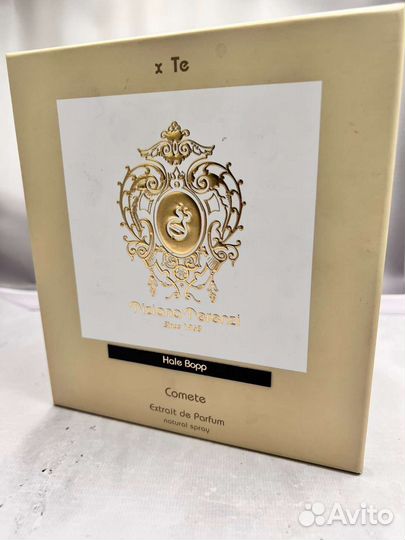 x Te
Tiziana Terenzi
Since 1968
Hale Bopp
Comete
Extrait de Parfum
natural spray
Avito